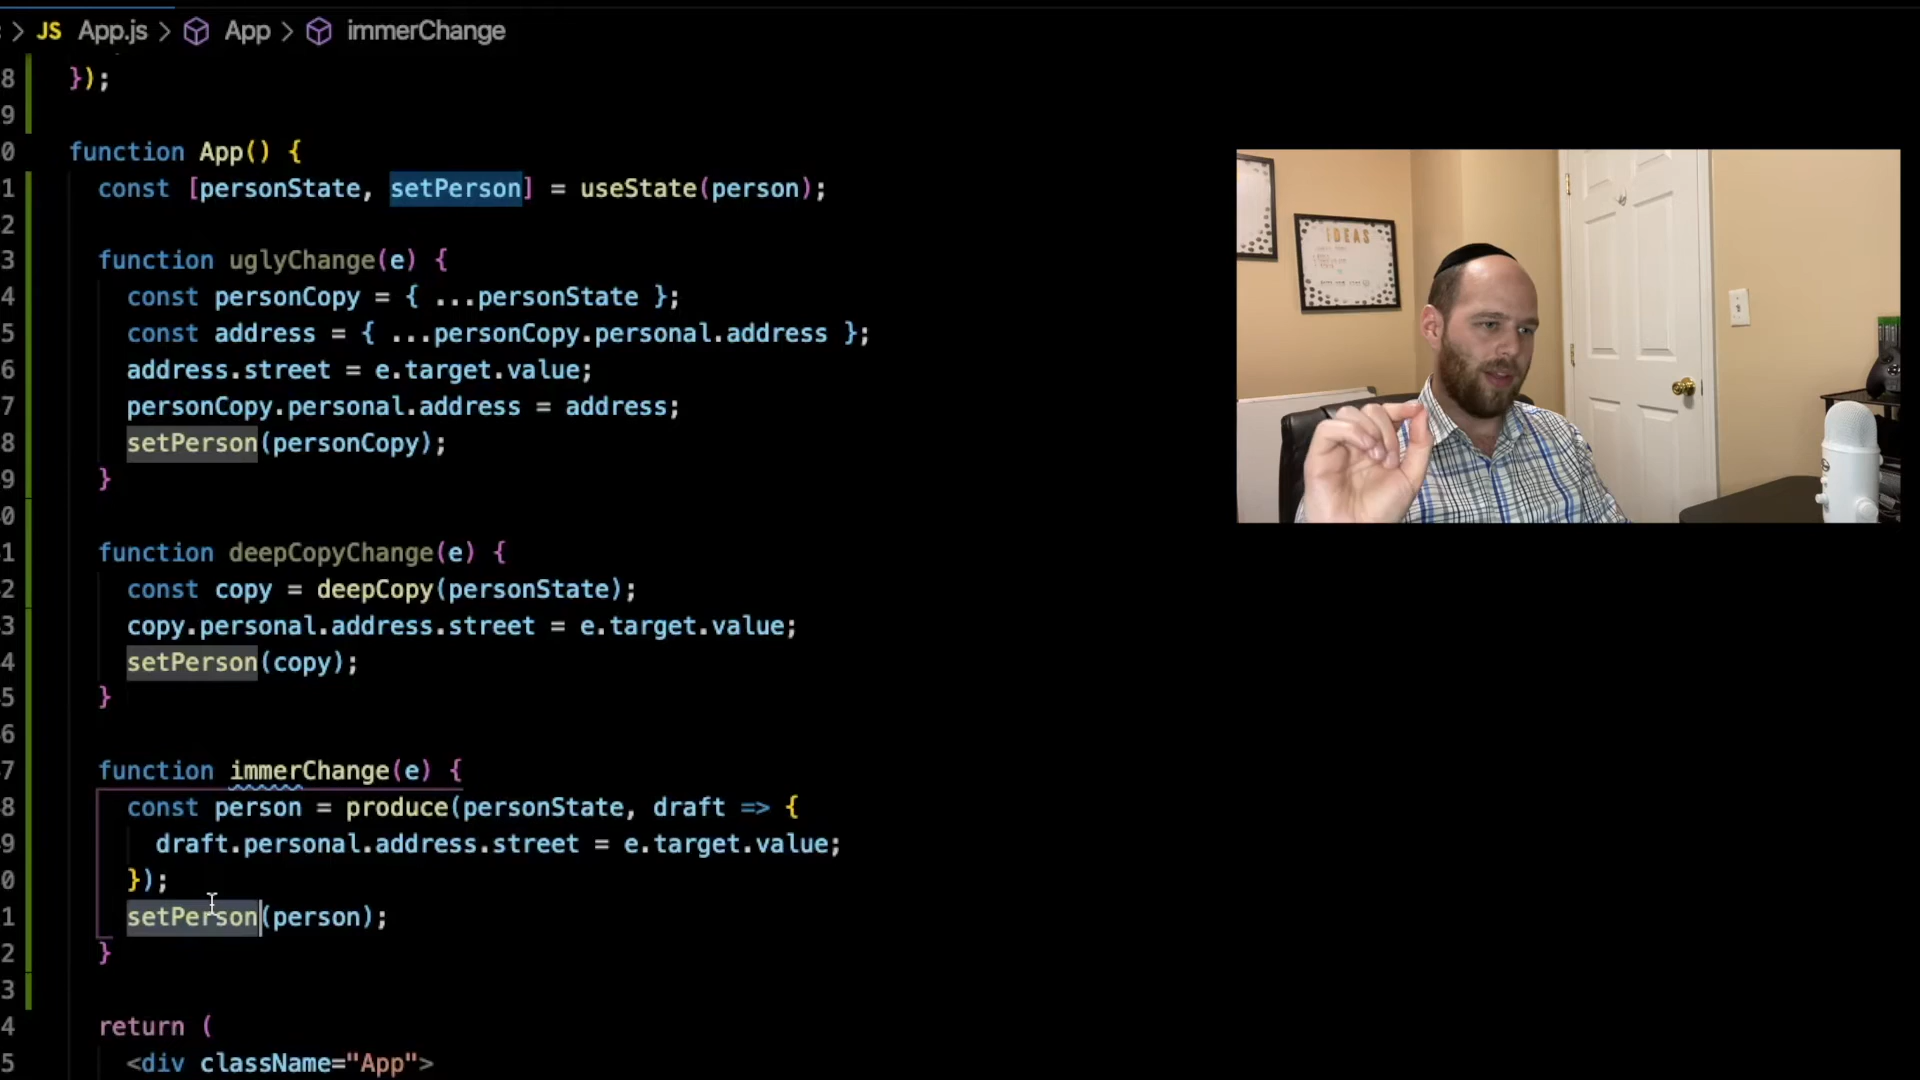 JS App.js > App > immerChange
8 });
9
0 function App() {
1 const [personState, setPerson] = useState(person);
2
3 function uglyChange(e) {
4 const personCopy = { ...personState };
5 const address = { ...personCopy.personal.address };
6 address.street = e.target.value;
7 personCopy.personal.address = address;
8 setPerson(personCopy);
9 }
0
1 function deepCopyChange(e) {
2 const copy = deepCopy(personState);
3 copy.personal.address.street = e.target.value;
4 setPerson(copy);
5 }
6
7 function immerChange(e) {
8 const person = produce(personState, draft => {
9 draft.personal.address.street = e.target.value;
0 });
1 setPerson(person);
2 }
3
4 return (
5 <div className="App">
IDEAS